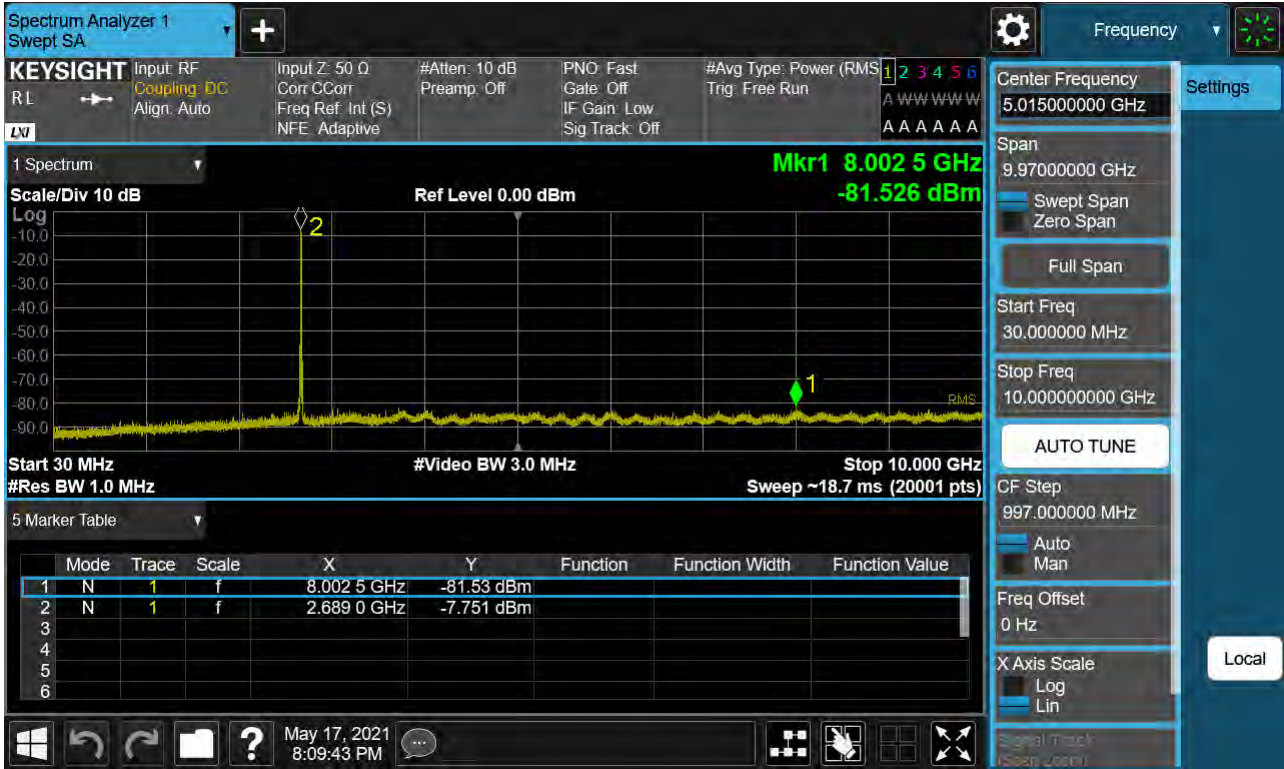 Spectrum Analyzer 1
Swept SA
Frequency
KEYSIGHT
RL
LXI
Input: RF
Coupling: DC
Align: Auto
Input Z: 50 Ω
Corr CCorr
Freq Ref: Int (S)
NFE: Adaptive
#Atten: 10 dB
Preamp: Off
PNO: Fast
Gate: Off
IF Gain: Low
Sig Track: Off
#Avg Type: Power (RMS
Trig: Free Run
1 2 3 4 5 6
A W W W W W
A A A A A A
1 Spectrum
Mkr1 8.002 5 GHz
-81.526 dBm
Scale/Div 10 dB
Ref Level 0.00 dBm
Log
-10.0
-20.0
-30.0
-40.0
-50.0
-60.0
-70.0
-80.0
-90.0
2
1
RMS
Start 30 MHz
#Video BW 3.0 MHz
Stop 10.000 GHz
#Res BW 1.0 MHz
Sweep ~18.7 ms (20001 pts)
5 Marker Table
Mode Trace Scale X Y Function Function Width Function Value
1 N 1 f 8.002 5 GHz -81.53 dBm
2 N 1 f 2.689 0 GHz -7.751 dBm
3
4
5
6
May 17, 2021
8:09:43 PM
?
Center Frequency
5.015000000 GHz
Settings
Span
9.97000000 GHz
Swept Span
Zero Span
Full Span
Start Freq
30.000000 MHz
Stop Freq
10.000000000 GHz
AUTO TUNE
CF Step
997.000000 MHz
Auto
Man
Freq Offset
0 Hz
X Axis Scale
Log
Lin
Local
Signal Track
(Span Zoom)